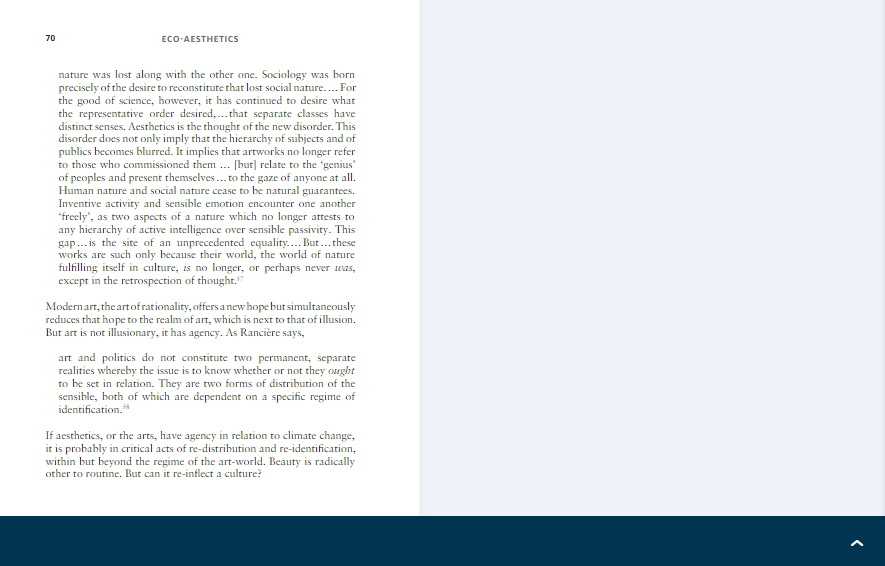 70
ECO-AESTHETICS
nature was lost along with the other one. Sociology was born
precisely of the desire to reconstitute that lost social nature.… For
the good of science, however, it has continued to desire what
the representative order desired,…that separate classes have
distinct senses. Aesthetics is the thought of the new disorder. This
disorder does not only imply that the hierarchy of subjects and of
publics becomes blurred. It implies that artworks no longer refer
to those who commissioned them … [but] relate to the ‘genius’
of peoples and present themselves…to the gaze of anyone at all.
Human nature and social nature cease to be natural guarantees.
Inventive activity and sensible emotion encounter one another
‘freely’, as two aspects of a nature which no longer attests to
any hierarchy of active intelligence over sensible passivity. This
gap…is the site of an unprecedented equality.… But…these
works are such only because their world, the world of nature
fulfilling itself in culture, is no longer, or perhaps never was,
except in the retrospection of thought.57
Modern art, the art of rationality, offers a new hope but simultaneously
reduces that hope to the realm of art, which is next to that of illusion.
But art is not illusionary, it has agency. As Rancière says,
art and politics do not constitute two permanent, separate
realities whereby the issue is to know whether or not they ought
to be set in relation. They are two forms of distribution of the
sensible, both of which are dependent on a specific regime of
identification.58
If aesthetics, or the arts, have agency in relation to climate change,
it is probably in critical acts of re-distribution and re-identification,
within but beyond the regime of the art-world. Beauty is radically
other to routine. But can it re-inflect a culture?